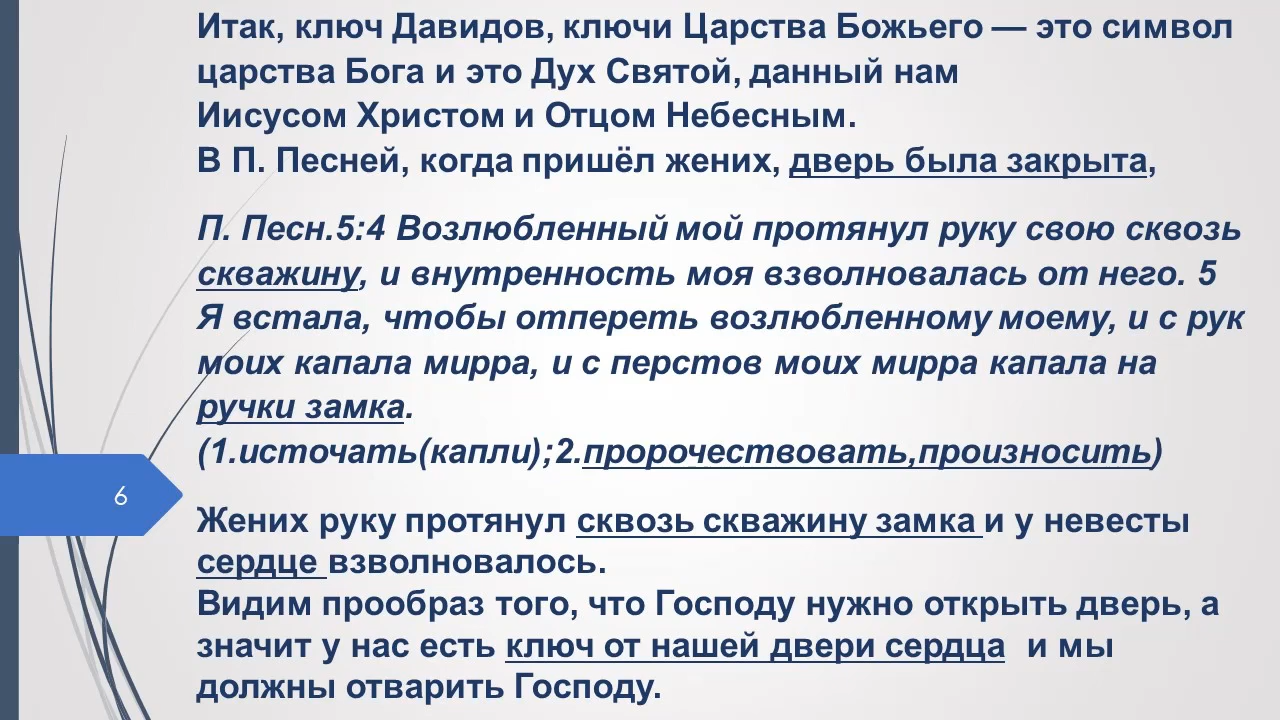 Итак, ключ Давидов, ключи Царства Божьего — это символ
царства Бога и это Дух Святой, данный нам
Иисусом Христом и Отцом Небесным.
В П. Песней, когда пришёл жених, дверь была закрыта,
П. Песн.5:4 Возлюбленный мой протянул руку свою сквозь
скважину, и внутренность моя взволновалась от него. 5
Я встала, чтобы отпереть возлюбленному моему, и с рук
моих капала мирра, и с перстов моих мирра капала на
ручки замка.
(1.источать(капли);2.пророчествовать,произносить)
6
Жених руку протянул сквозь скважину замка и у невесты
сердце взволновалось.
Видим прообраз того, что Господу нужно открыть дверь, а
значит у нас есть ключ от нашей двери сердца и мы
должны отварить Господу.